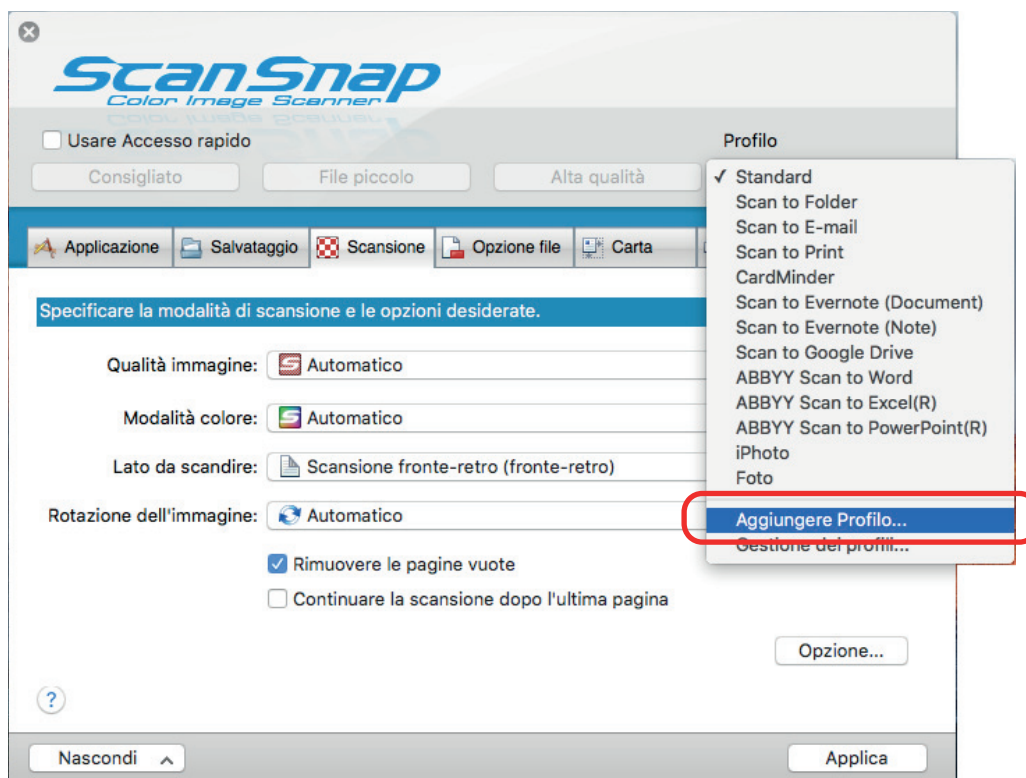 ScanSnap
Color Image Scanner
Usare Accesso rapido
Profilo
Consigliato
File piccolo
Alta qualità
✓ Standard
Scan to Folder
Scan to E-mail
Scan to Print
CardMinder
Scan to Evernote (Document)
Scan to Evernote (Note)
Scan to Google Drive
ABBYY Scan to Word
ABBYY Scan to Excel(R)
ABBYY Scan to PowerPoint(R)
iPhoto
Foto
Aggiungere Profilo...
Gestione dei profili...
Applicazione
Salvataggio
Scansione
Opzione file
Carta
Specificare la modalità di scansione e le opzioni desiderate.
Qualità immagine: Automatico
Modalità colore: Automatico
Lato da scandire: Scansione fronte-retro (fronte-retro)
Rotazione dell'immagine: Automatico
Rimuovere le pagine vuote
Continuare la scansione dopo l'ultima pagina
Opzione...
?
Nascondi
Applica